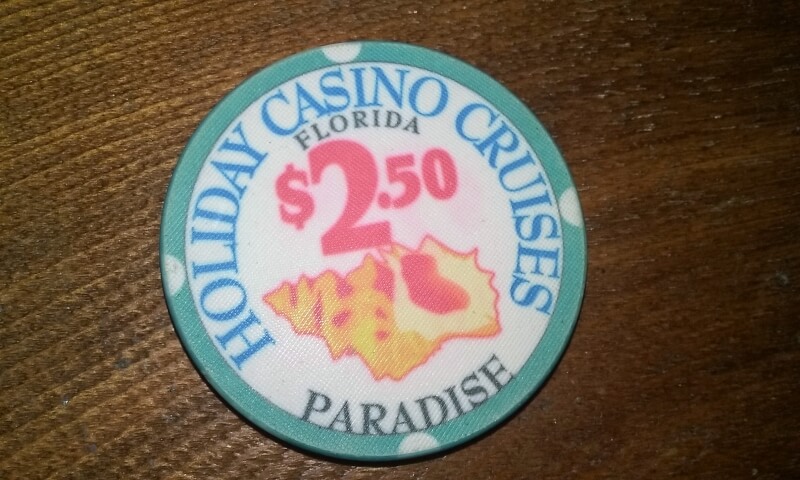 HOLIDAY CASINO CRUISES
FLORIDA
$2.50
PARADISE